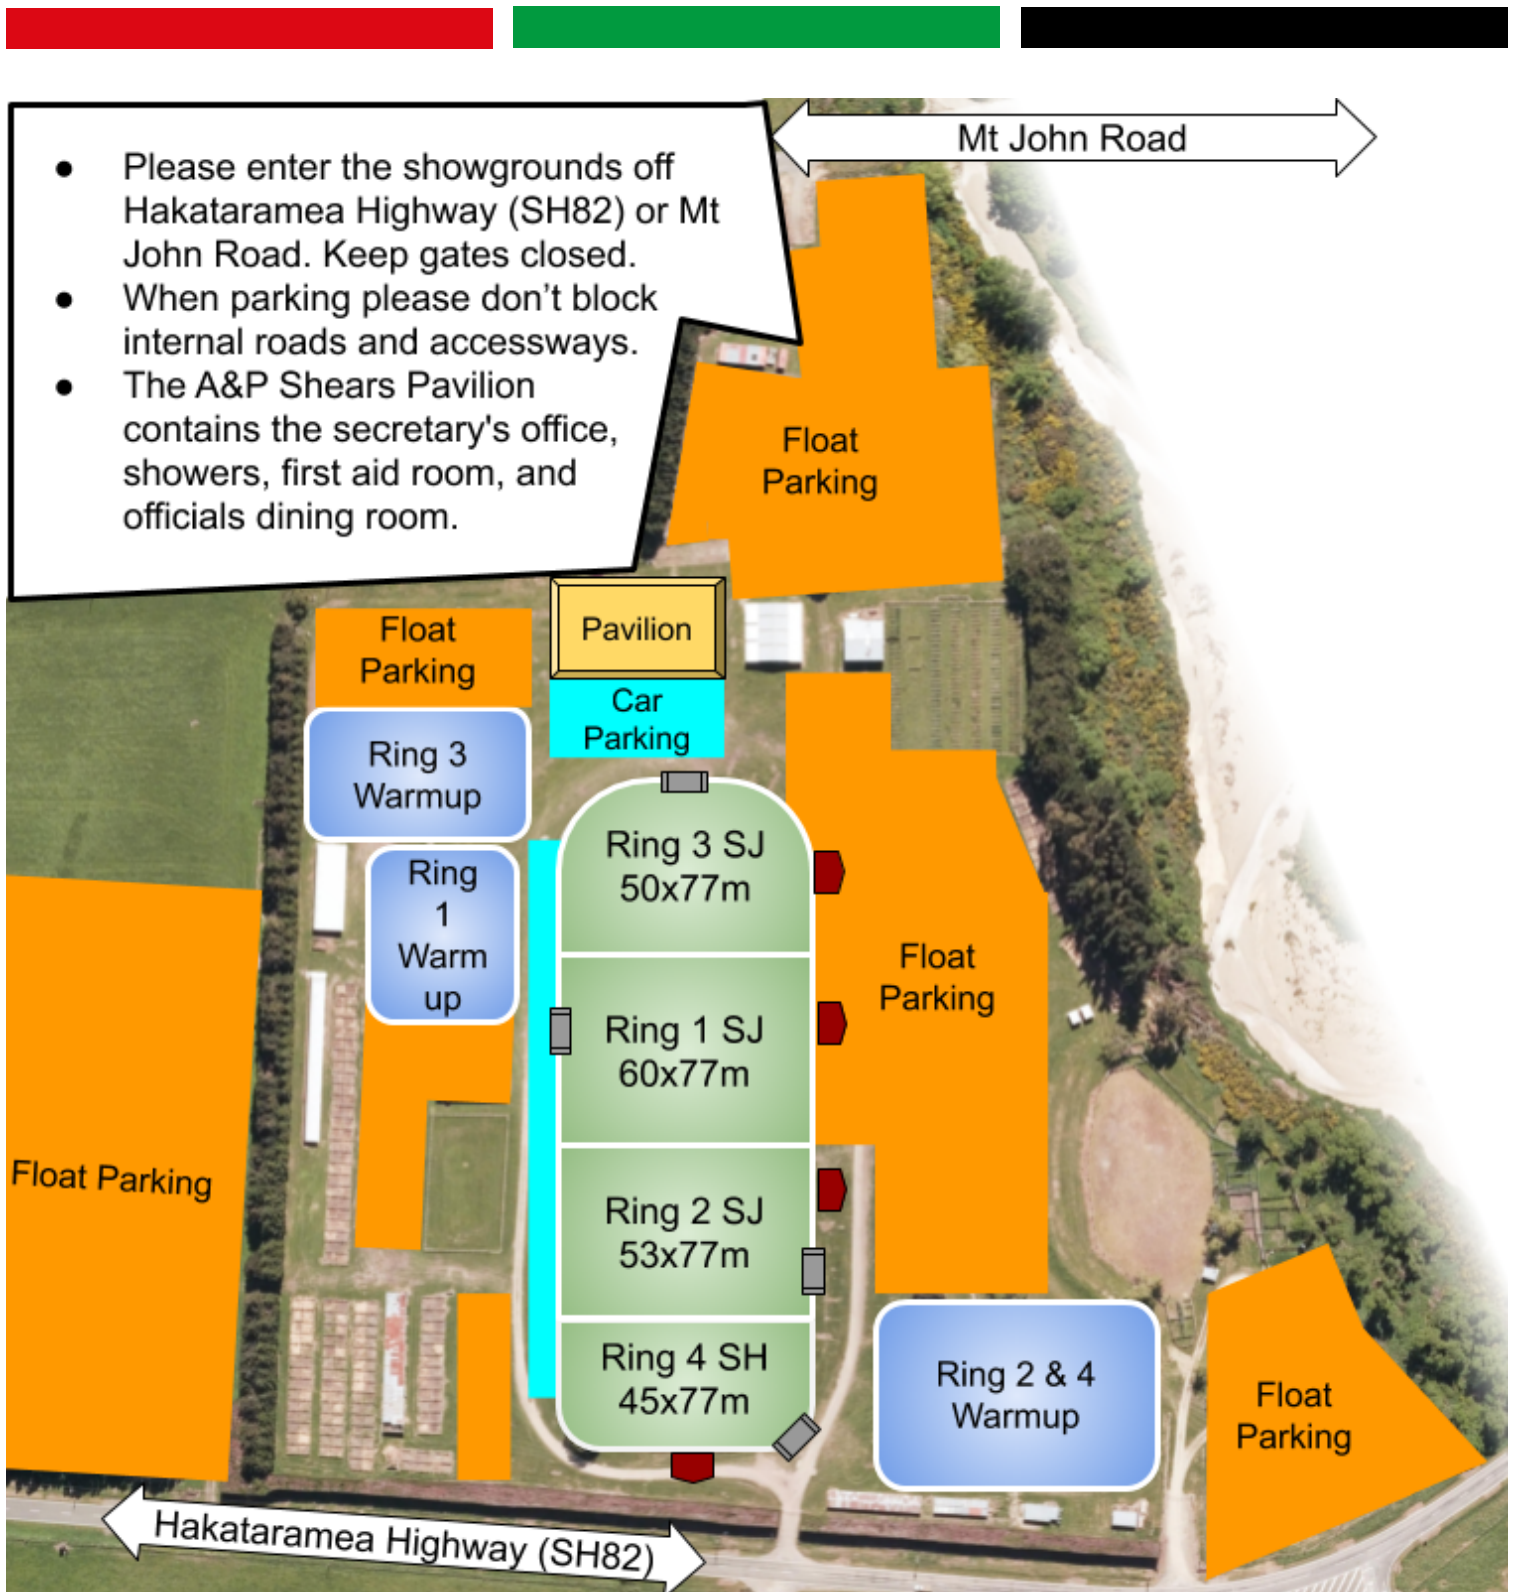 Mt John Road
● Please enter the showgrounds off
Hakataramea Highway (SH82) or Mt
John Road. Keep gates closed.
● When parking please don’t block
internal roads and accessways.
● The A&P Shears Pavilion
contains the secretary's office,
showers, first aid room, and
officials dining room.
Float
Parking
Float
Parking
Pavilion
Car
Parking
Ring 3
Warmup
Ring
1
Warm
up
Ring 3 SJ
50x77m
Float
Parking
Ring 1 SJ
60x77m
Float Parking
Ring 2 SJ
53x77m
Ring 4 SH
45x77m
Ring 2 & 4
Warmup
Float
Parking
Hakataramea Highway (SH82)